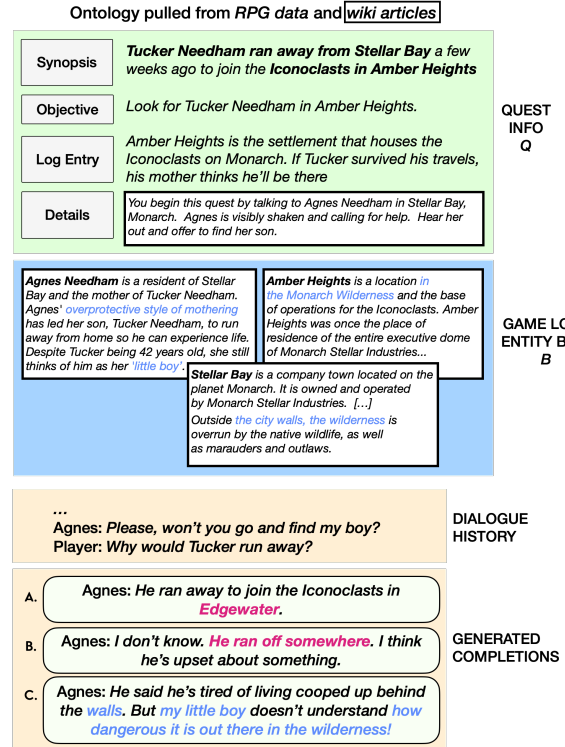 Ontology pulled from RPG data and wiki articles
Synopsis
Tucker Needham ran away from Stellar Bay a few
weeks ago to join the Iconoclasts in Amber Heights
Objective
Look for Tucker Needham in Amber Heights.
Log Entry
Amber Heights is the settlement that houses the
Iconoclasts on Monarch. If Tucker survived his travels,
his mother thinks he'll be there
Details
You begin this quest by talking to Agnes Needham in Stellar Bay,
Monarch. Agnes is visibly shaken and calling for help. Hear her
out and offer to find her son.
QUEST
INFO
Q
Agnes Needham is a resident of Stellar
Bay and the mother of Tucker Needham.
Agnes' overprotective style of mothering
has led her son, Tucker Needham, to run
away from home so he can experience life.
Despite Tucker being 42 years old, she still
thinks of him as her 'little boy'.
Amber Heights is a location in
the Monarch Wilderness and the base
of operations for the Iconoclasts. Amber
Heights was once the place of
residence of the entire executive dome
of Monarch Stellar Industries...
Stellar Bay is a company town located on the
planet Monarch. It is owned and operated
by Monarch Stellar Industries. [...]
Outside the city walls, the wilderness is
overrun by the native wildlife, as well
as marauders and outlaws.
GAME LO
ENTITY B
B
...
Agnes: Please, won't you go and find my boy?
Player: Why would Tucker run away?
DIALOGUE
HISTORY
A.
Agnes: He ran away to join the Iconoclasts in
Edgewater.
B.
Agnes: I don't know. He ran off somewhere. I think
he's upset about something.
C.
Agnes: He said he's tired of living cooped up behind
the walls. But my little boy doesn't understand how
dangerous it is out there in the wilderness!
GENERATED
COMPLETIONS